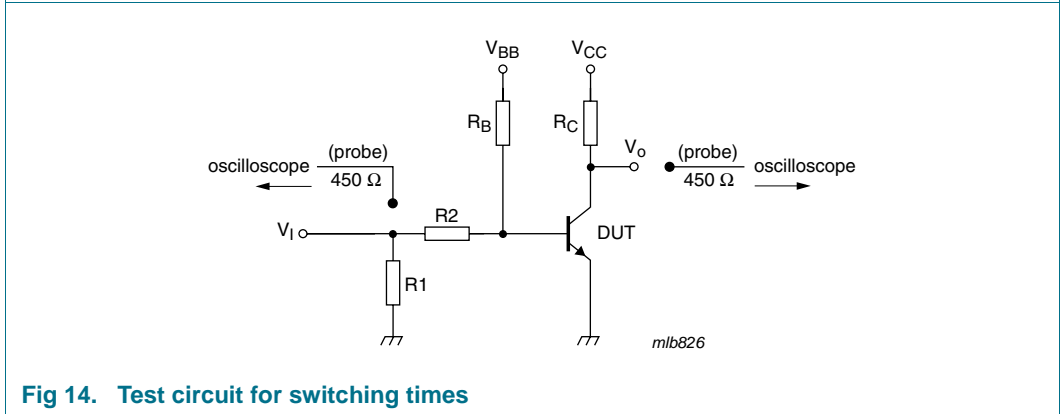 VBB
VCC
RB
RC
Vo
oscilloscope
(probe)
450 Ω
(probe)
450 Ω
oscilloscope
VI
R2
DUT
R1
mlb826
Fig 14. Test circuit for switching times